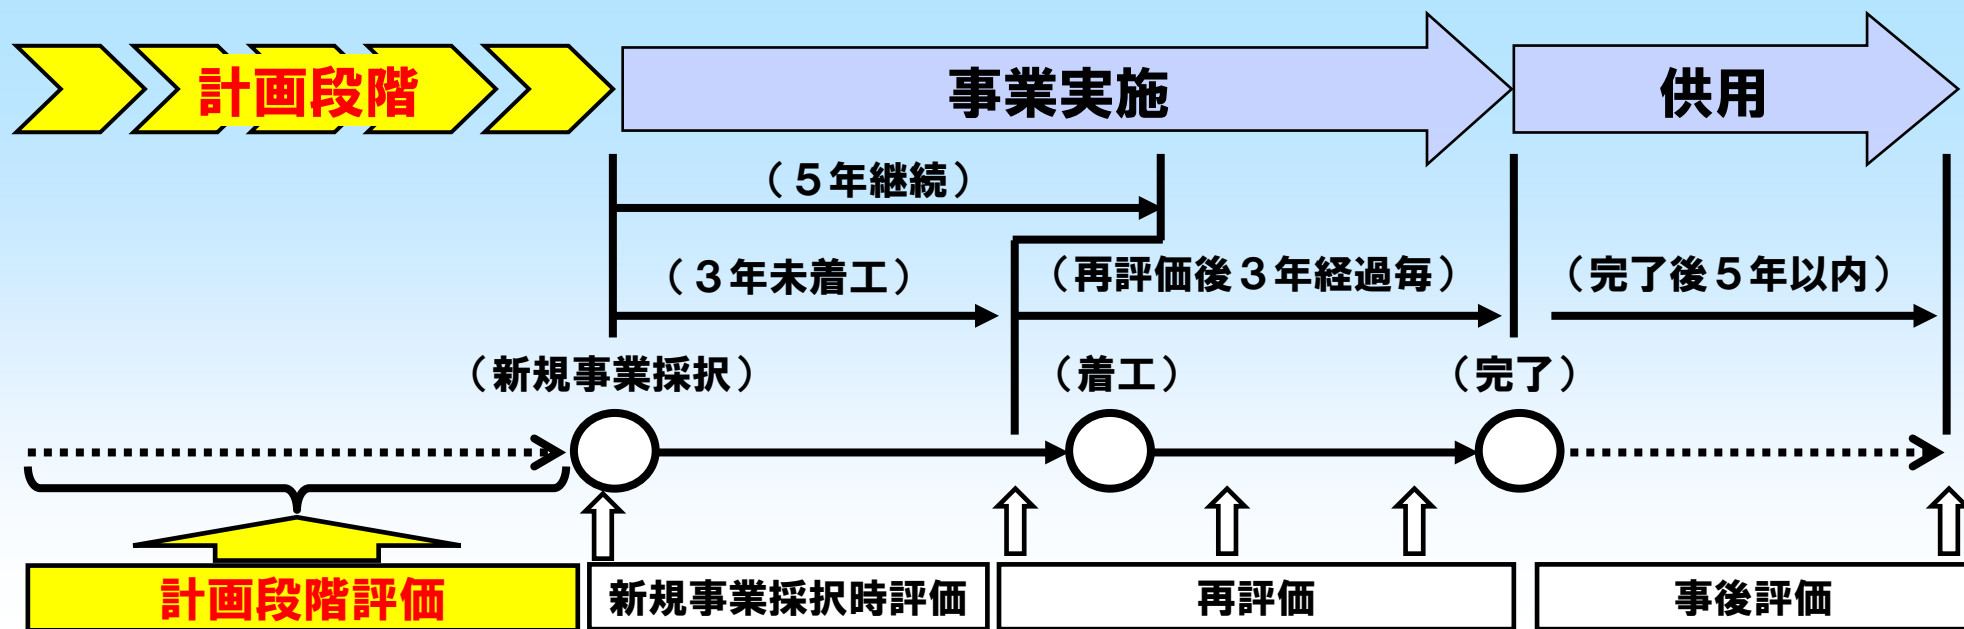 計画段階
事業実施
供用
（５年継続）
（３年未着工）
（再評価後３年経過毎）
（完了後５年以内）
（新規事業採択）
（着工）
（完了）
計画段階評価
新規事業採択時評価
再評価
事後評価